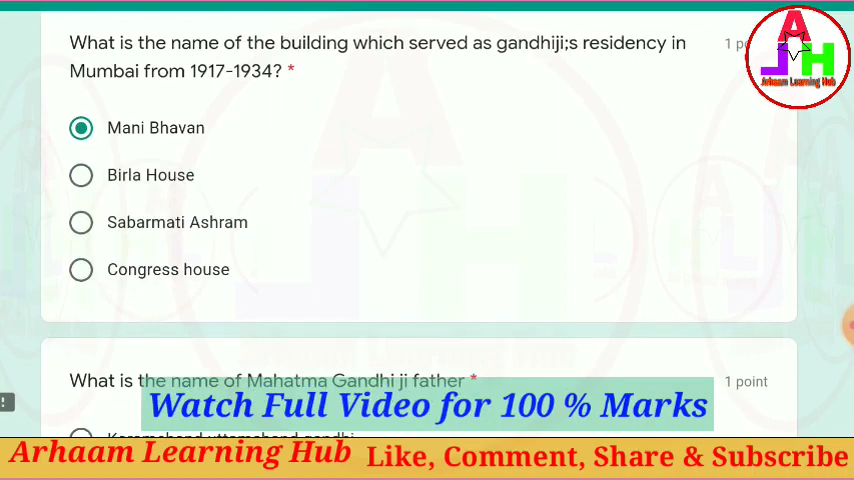 What is the name of the building which served as gandhiji;s residency in
Mumbai from 1917-1934? *
1
A
J H
Arhaam Learning Hub
Mani Bhavan
Birla House
Sabarmati Ashram
Congress house
What is the name of Mahatma Gandhi ji father *
1 point
!
Watch Full Video for 100 % Marks
Arhaam Learning Hub Like, Comment, Share & Subscribe